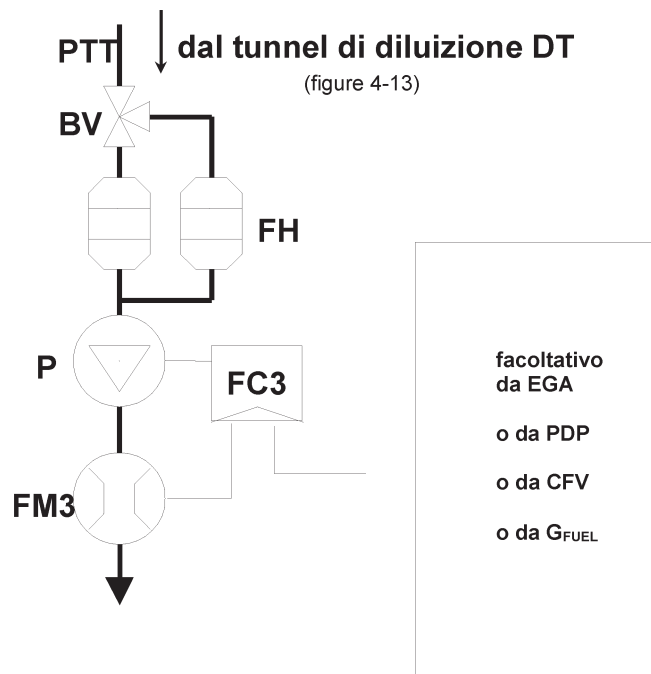 PTT
dal tunnel di diluizione DT
(figure 4-13)
BV
FH
P
FC3
FM3
facoltativo
da EGA
o da PDP
o da CFV
o da GFUEL